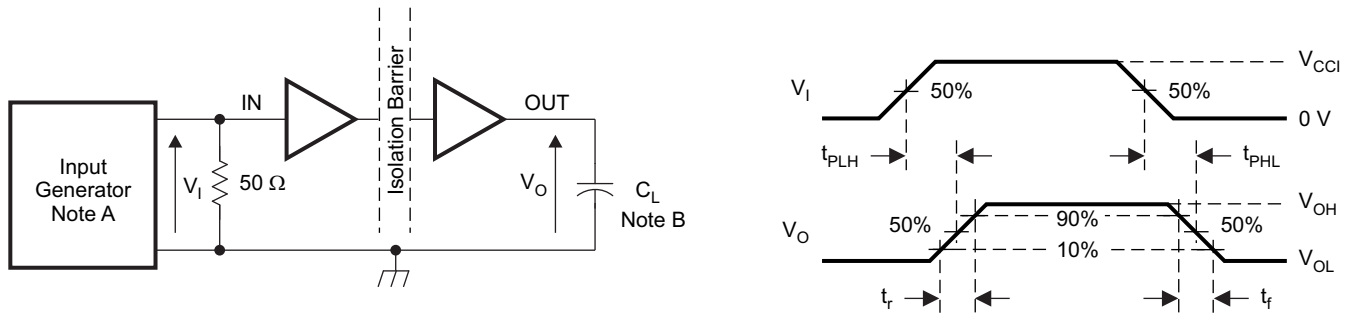 Input
Generator
Note A
V_I
50 Ω
IN
Isolation Barrier
OUT
V_O
C_L
Note B
V_I
50%
50%
V_CCI
0 V
t_PLH
t_PHL
V_O
50%
90%
10%
50%
V_OH
V_OL
t_r
t_f